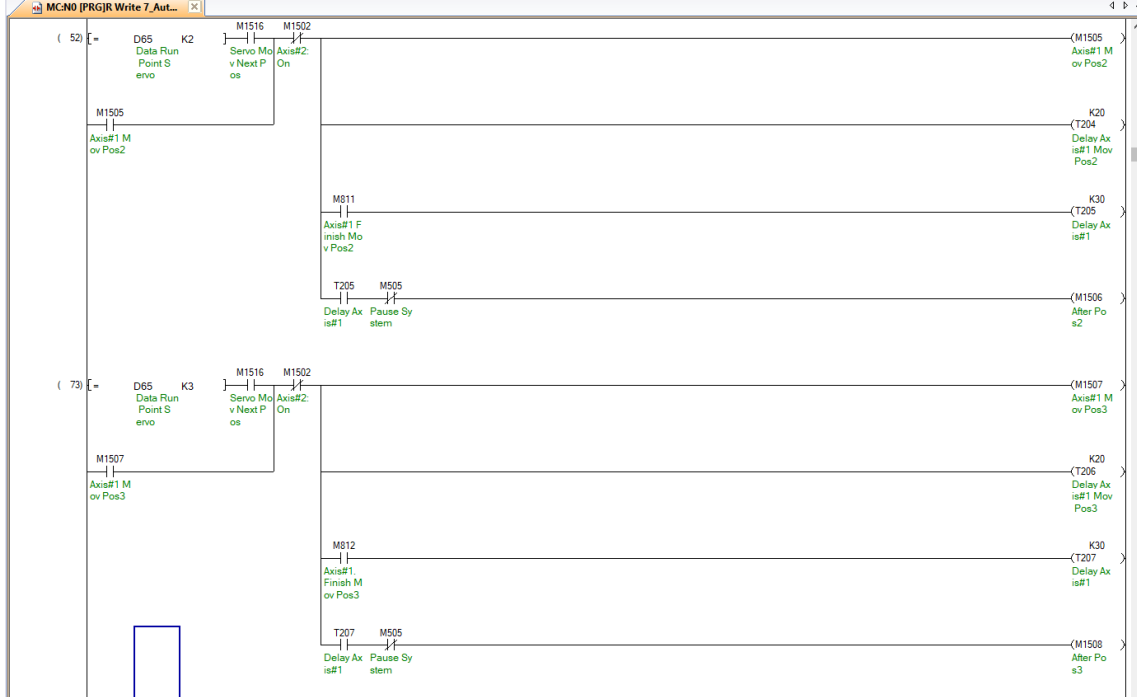 MC:N0 [PRG]R Write 7_Aut...
M1516 M1502
( 52) [= D65 K2 ] (M1505 )
Data Run Servo Mo Axis#2: Axis#1 M
Point S v Next P On ov Pos2
ervo os
M1505 K20
(T204 )
Axis#1 M Delay Ax
ov Pos2 is#1 Mov
Pos2
M811 K30
(T205 )
Axis#1 F Delay Ax
inish Mo is#1
v Pos2
T205 M505
(M1506 )
Delay Ax Pause Sy After Po
is#1 stem s2
M1516 M1502
( 73) [= D65 K3 ] (M1507 )
Data Run Servo Mo Axis#2: Axis#1 M
Point S v Next P On ov Pos3
ervo os
M1507 K20
(T206 )
Axis#1 M Delay Ax
ov Pos3 is#1 Mov
Pos3
M812 K30
(T207 )
Axis#1. Delay Ax
Finish M is#1
ov Pos3
T207 M505
(M1508 )
Delay Ax Pause Sy After Po
is#1 stem s3